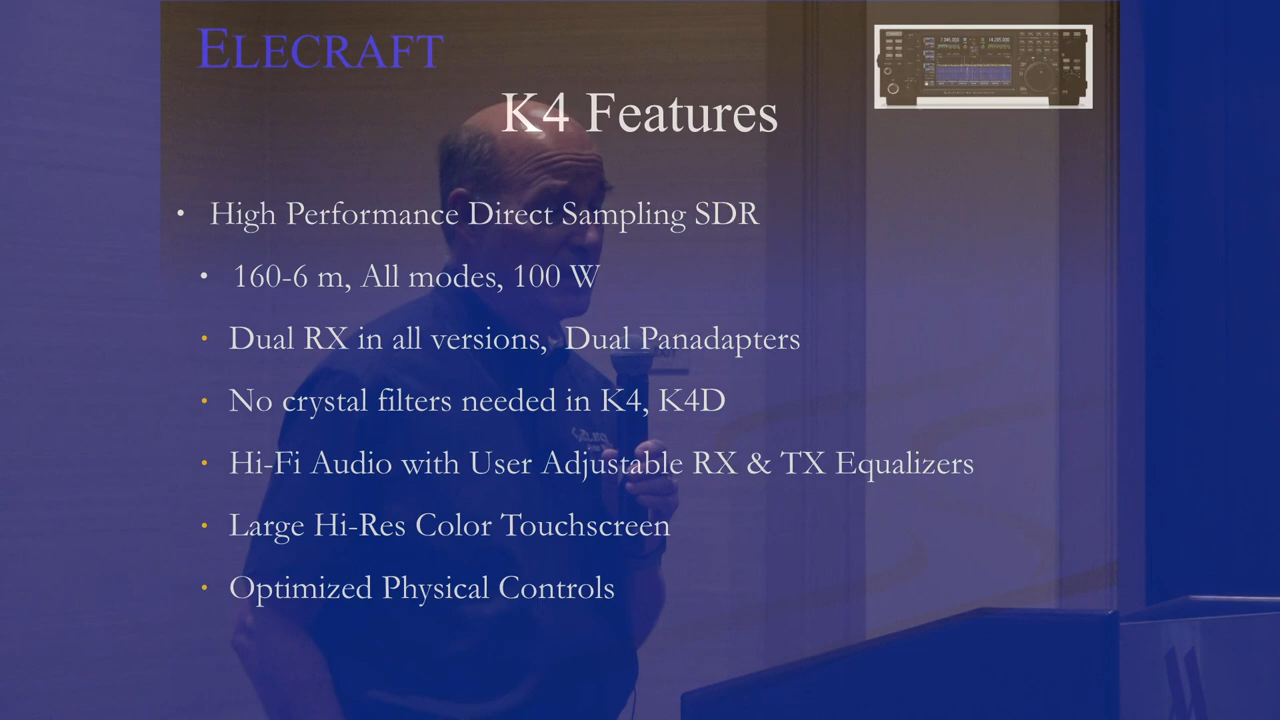 ELECRAFT
K4 Features
• High Performance Direct Sampling SDR
• 160-6 m, All modes, 100 W
• Dual RX in all versions, Dual Panadapters
• No crystal filters needed in K4, K4D
• Hi-Fi Audio with User Adjustable RX & TX Equalizers
• Large Hi-Res Color Touchscreen
• Optimized Physical Controls